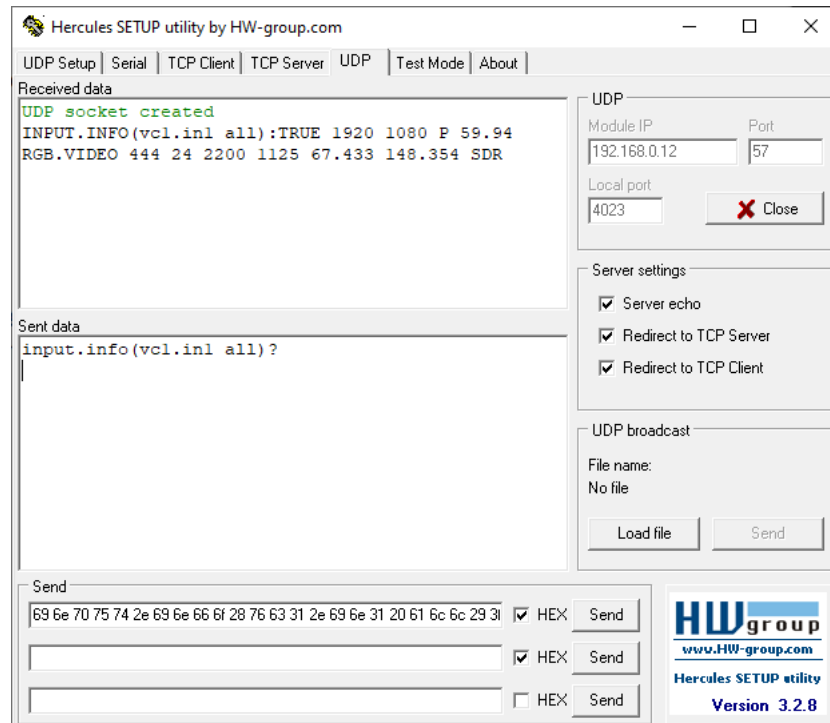 Hercules SETUP utility by HW-group.com
UDP Setup Serial TCP Client TCP Server UDP Test Mode About
Received data
UDP socket created
INPUT.INFO(vc1.in1 all):TRUE 1920 1080 P 59.94
RGB.VIDEO 444 24 2200 1125 67.433 148.354 SDR
UDP
Module IP Port
192.168.0.12 57
Local port
4023 Close
Server settings
Server echo
Redirect to TCP Server
Redirect to TCP Client
Sent data
input.info(vc1.in1 all)?
UDP broadcast
File name:
No file
Load file Send
Send
69 6e 70 75 74 2e 69 6e 66 6f 28 76 63 31 2e 69 6e 31 20 61 6c 6c 29 3 HEX Send
HEX Send
HEX Send
HWgroup
www.HW-group.com
Hercules SETUP utility
Version 3.2.8